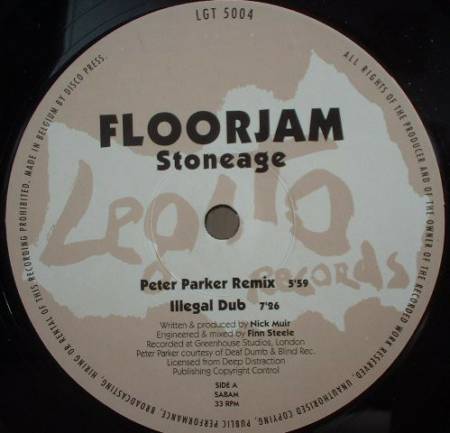 LGT 5004
ALL RIGHTS OF THE PRODUCER AND OF THE OWNER OF THE RECORDED WORK RESERVED. UNAUTHORISED COPYING, PUBLIC PERFORMANCE, BROADCASTING, HIRING OR RENTAL OF THIS RECORDING PROHIBITED. MADE IN BELGIUM BY DISCO PRESS.
FLOORJAM
Stoneage
records
Peter Parker Remix 5'59
Illegal Dub 7'26
Written & produced by Nick Muir
Engineered & mixed by Finn Steele
Recorded at Greenhouse Studios, London
Peter Parker courtesy of Deaf Dumb & Blind Rec.
Licensed from Deep Distraction
Publishing Copyright Control
SIDE A
SABAM
33 RPM